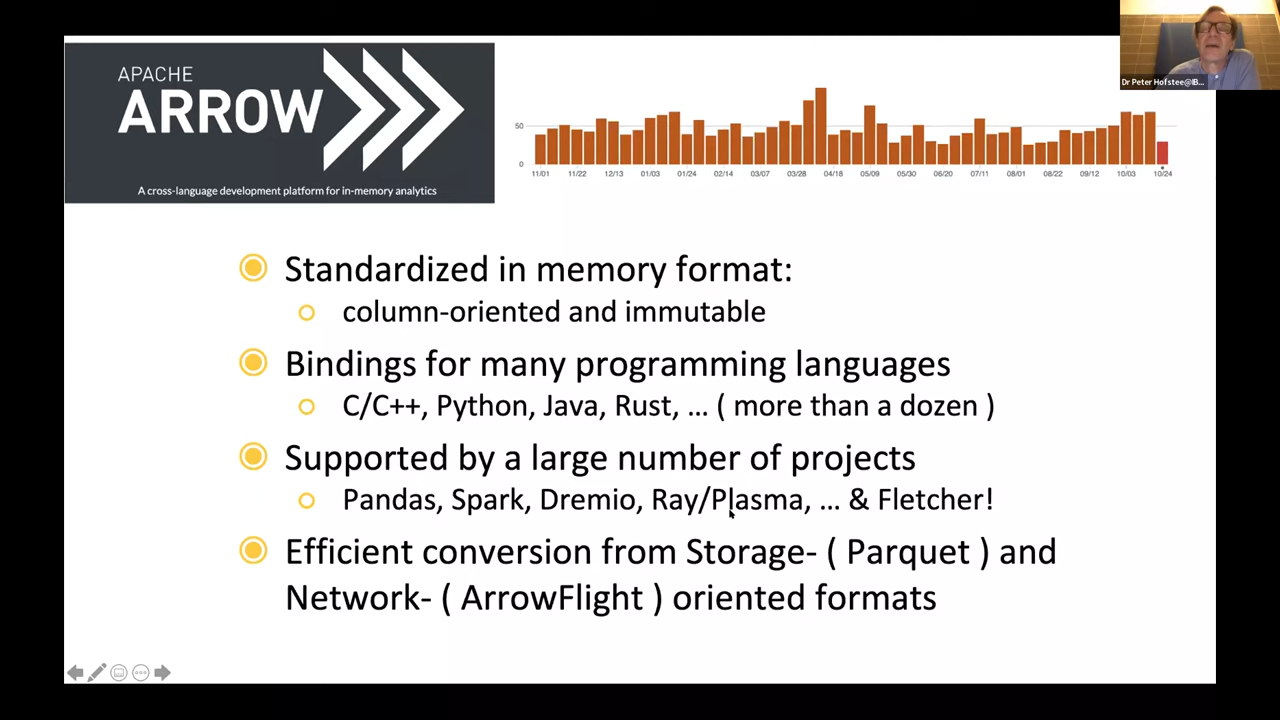 Dr Peter Hofstee@IB...
APACHE
ARROW
A cross-language development platform for in-memory analytics
50
0
11/01 11/22 12/13 01/03 01/24 02/14 03/07 03/28 04/18 05/09 05/30 06/20 07/11 08/01 08/22 09/12 10/03 10/24
Standardized in memory format:
column-oriented and immutable
Bindings for many programming languages
C/C++, Python, Java, Rust, … ( more than a dozen )
Supported by a large number of projects
Pandas, Spark, Dremio, Ray/Plasma, … & Fletcher!
Efficient conversion from Storage- ( Parquet ) and
Network- ( ArrowFlight ) oriented formats